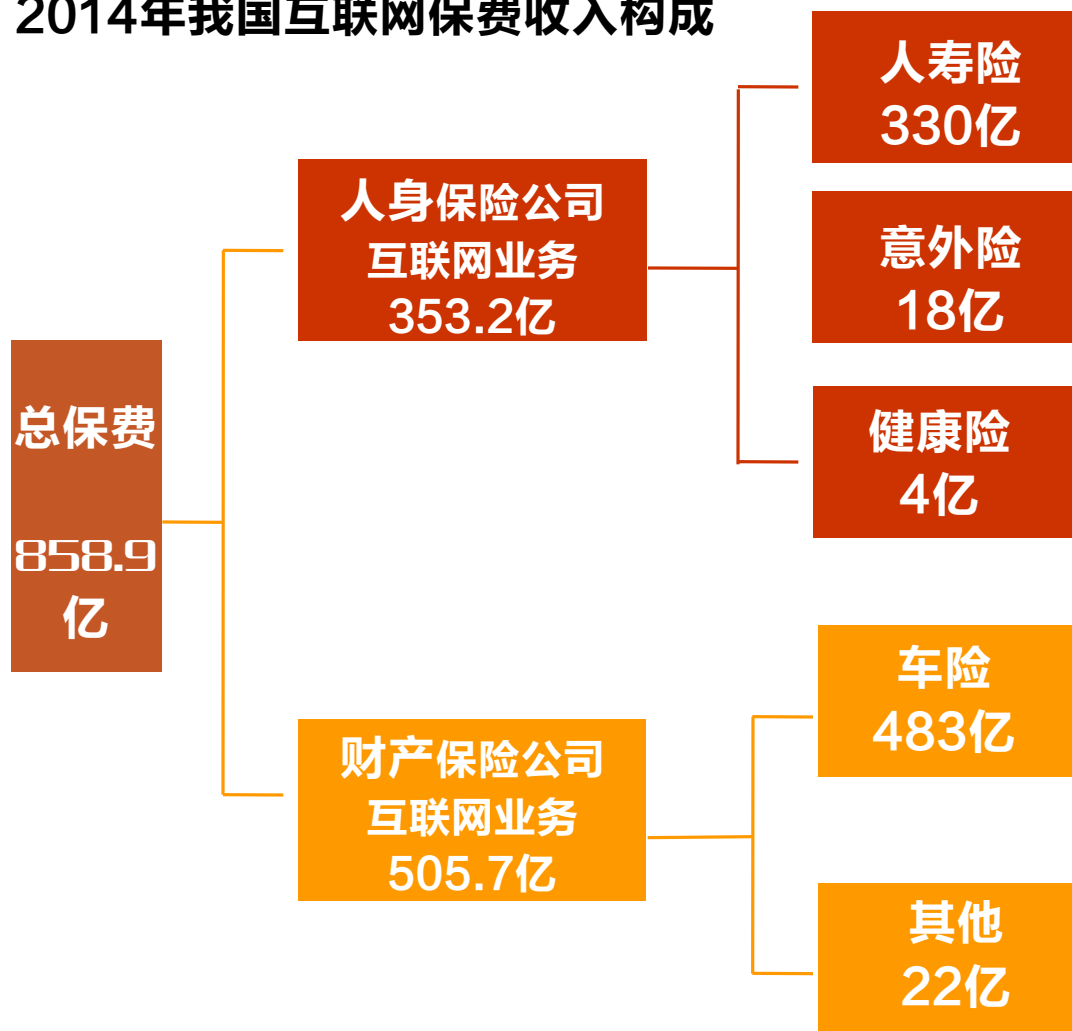 2014年我国互联网保费收入构成
人寿险
330亿
人身保险公司
互联网业务
353.2亿
意外险
18亿
健康险
4亿
总保费
858.9
亿
车险
483亿
财产保险公司
互联网业务
505.7亿
其他
22亿